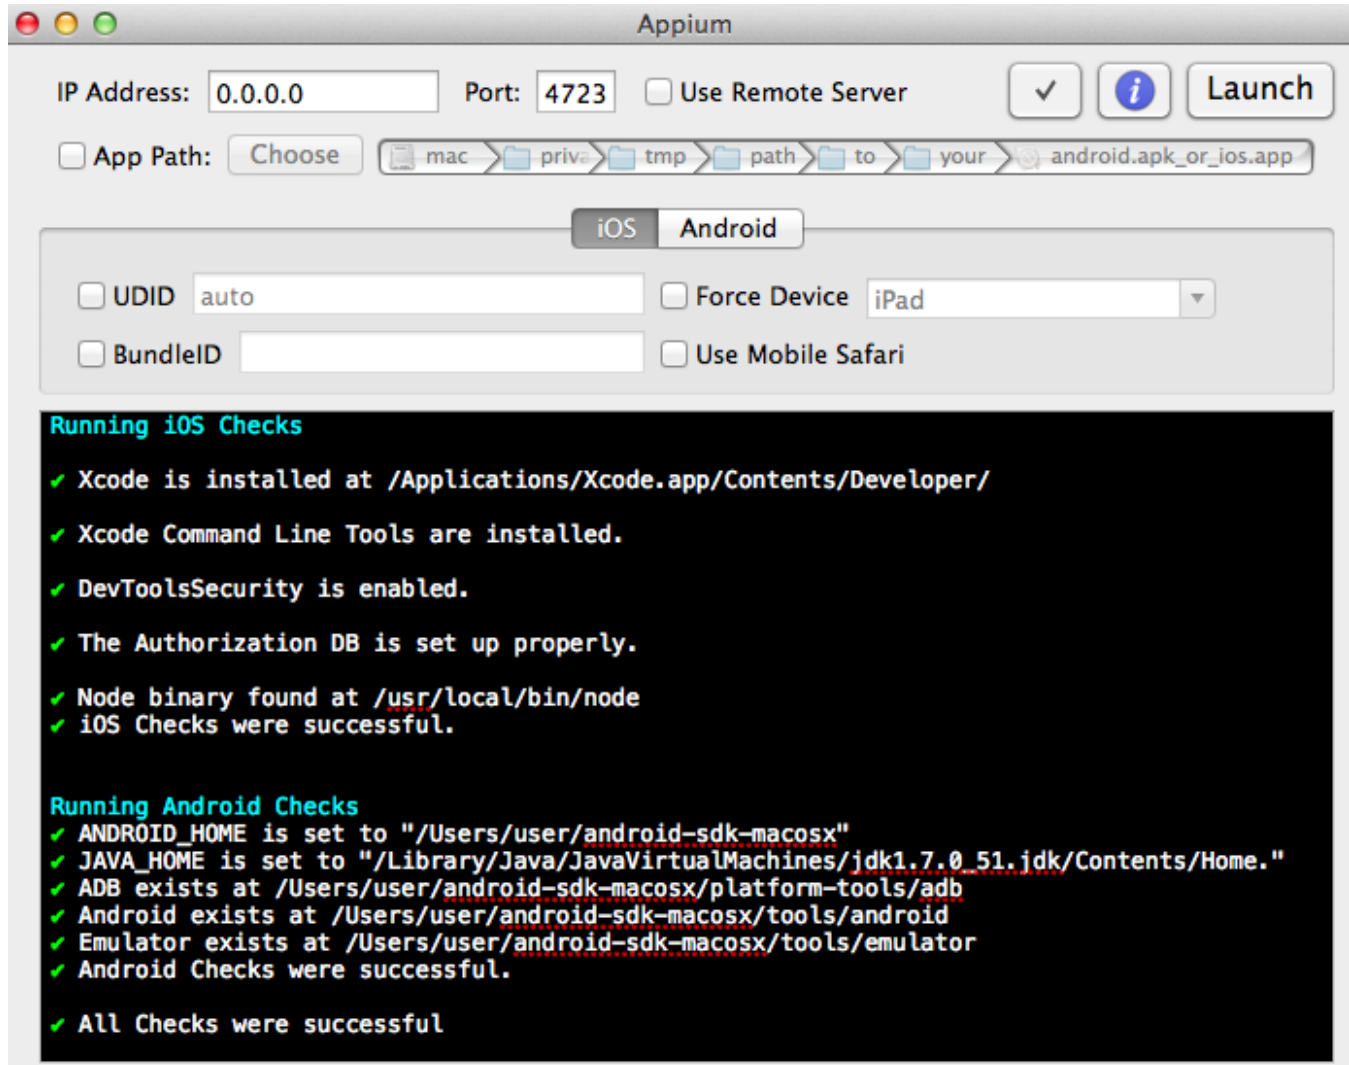 Appium
IP Address: 0.0.0.0 Port: 4723 Use Remote Server Launch
App Path: Choose mac priva tmp path to your android.apk_or_ios.app
iOS Android
UDID auto Force Device iPad
BundleID Use Mobile Safari
Running iOS Checks
✔ Xcode is installed at /Applications/Xcode.app/Contents/Developer/
✔ Xcode Command Line Tools are installed.
✔ DevToolsSecurity is enabled.
✔ The Authorization DB is set up properly.
✔ Node binary found at /usr/local/bin/node
✔ iOS Checks were successful.
Running Android Checks
✔ ANDROID_HOME is set to "/Users/user/android-sdk-macosx"
✔ JAVA_HOME is set to "/Library/Java/JavaVirtualMachines/jdk1.7.0_51.jdk/Contents/Home."
✔ ADB exists at /Users/user/android-sdk-macosx/platform-tools/adb
✔ Android exists at /Users/user/android-sdk-macosx/tools/android
✔ Emulator exists at /Users/user/android-sdk-macosx/tools/emulator
✔ Android Checks were successful.
✔ All Checks were successful